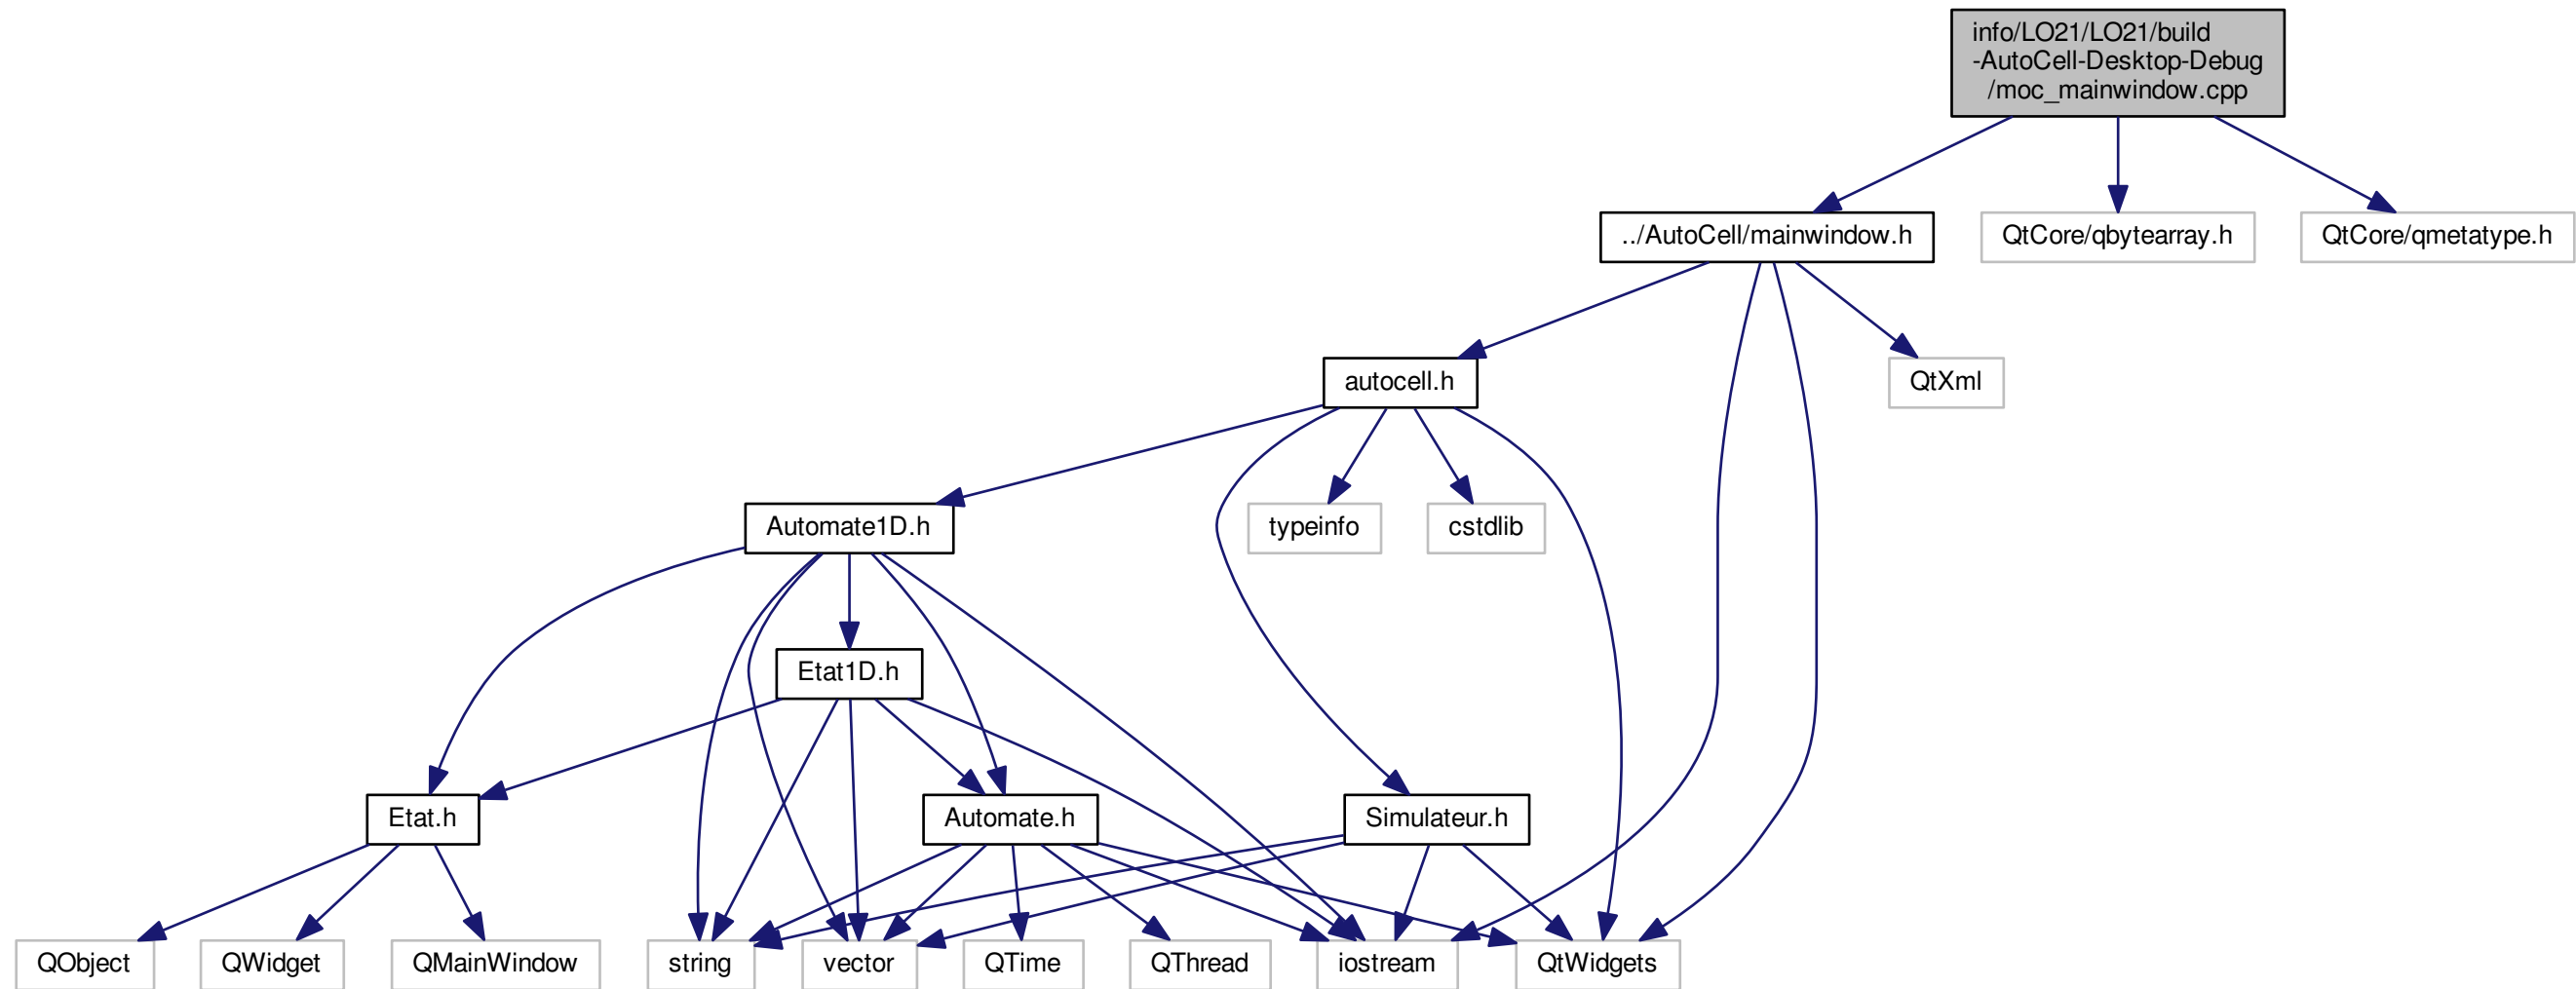 info/LO21/LO21/build
-AutoCell-Desktop-Debug
/moc_mainwindow.cpp
../AutoCell/mainwindow.h
QtCore/qbytearray.h
QtCore/qmetatype.h
autocell.h
QtXml
Automate1D.h
typeinfo
cstdlib
Etat1D.h
Etat.h
Automate.h
Simulateur.h
QObject
QWidget
QMainWindow
string
vector
QTime
QThread
iostream
QtWidgets